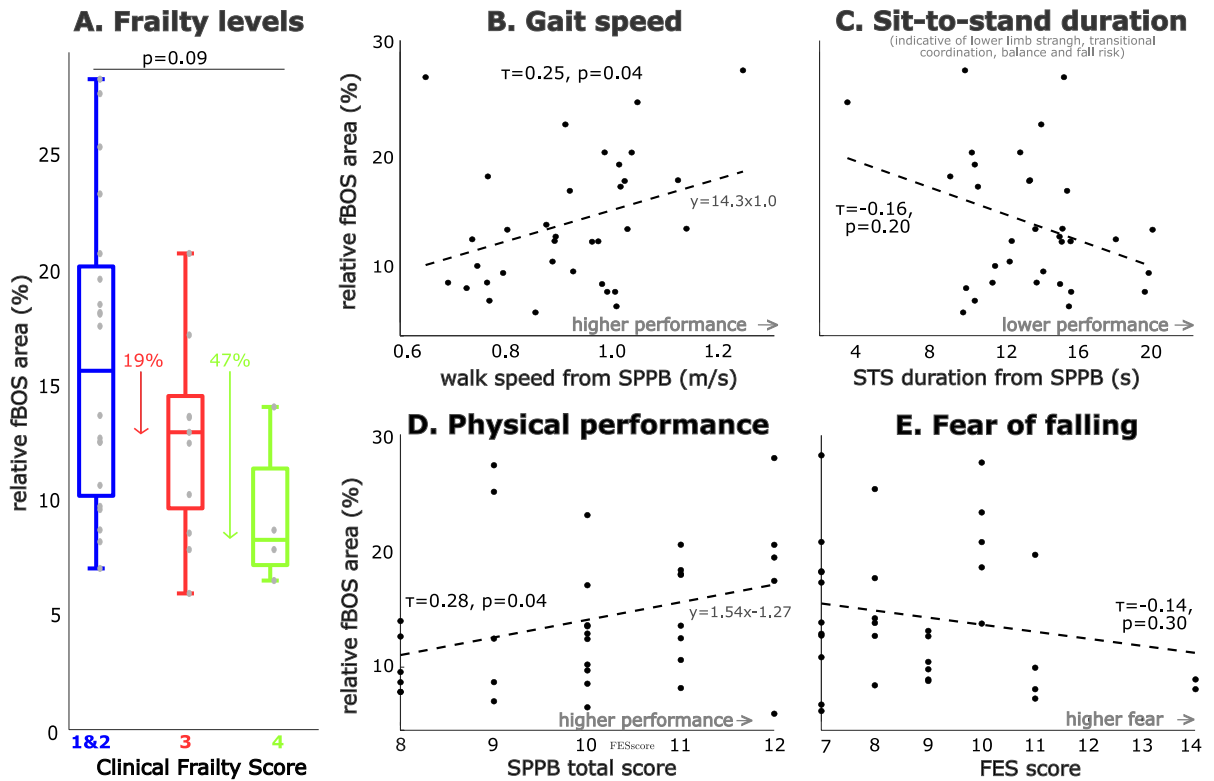 A. Frailty levels
p=0.09
relative fBOS area (%)
25
20
15
10
5
0
19%
47%
1&2
3
4
Clinical Frailty Score
B. Gait speed
relative fBOS area (%)
30
20
10
τ=0.25, p=0.04
y=14.3x1.0
higher performance →
0.6
0.8
1.0
1.2
walk speed from SPPB (m/s)
C. Sit-to-stand duration
(indicative of lower limb strangh, transitional
coordination, balance and fall risk)
τ=-0.16,
p=0.20
lower performance →
4
8
12
16
20
STS duration from SPPB (s)
D. Physical performance
relative fBOS area (%)
30
20
10
τ=0.28, p=0.04
y=1.54x-1.27
higher performance →
8
9
10
FESscore
11
12
SPPB total score
E. Fear of falling
τ=-0.14,
p=0.30
higher fear →
7
8
9
10
11
12
13
14
FES score